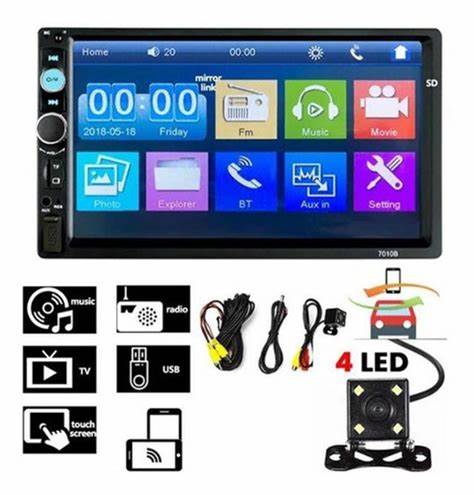 Home 20 00:00
mirror
link
SD
00:00
2018-05-18 Friday
Fm
Music
Movie
Photo
Explorer
BT
Aux in
Setting
7010B
music
radio
TV
USB
touch
screen
4 LED